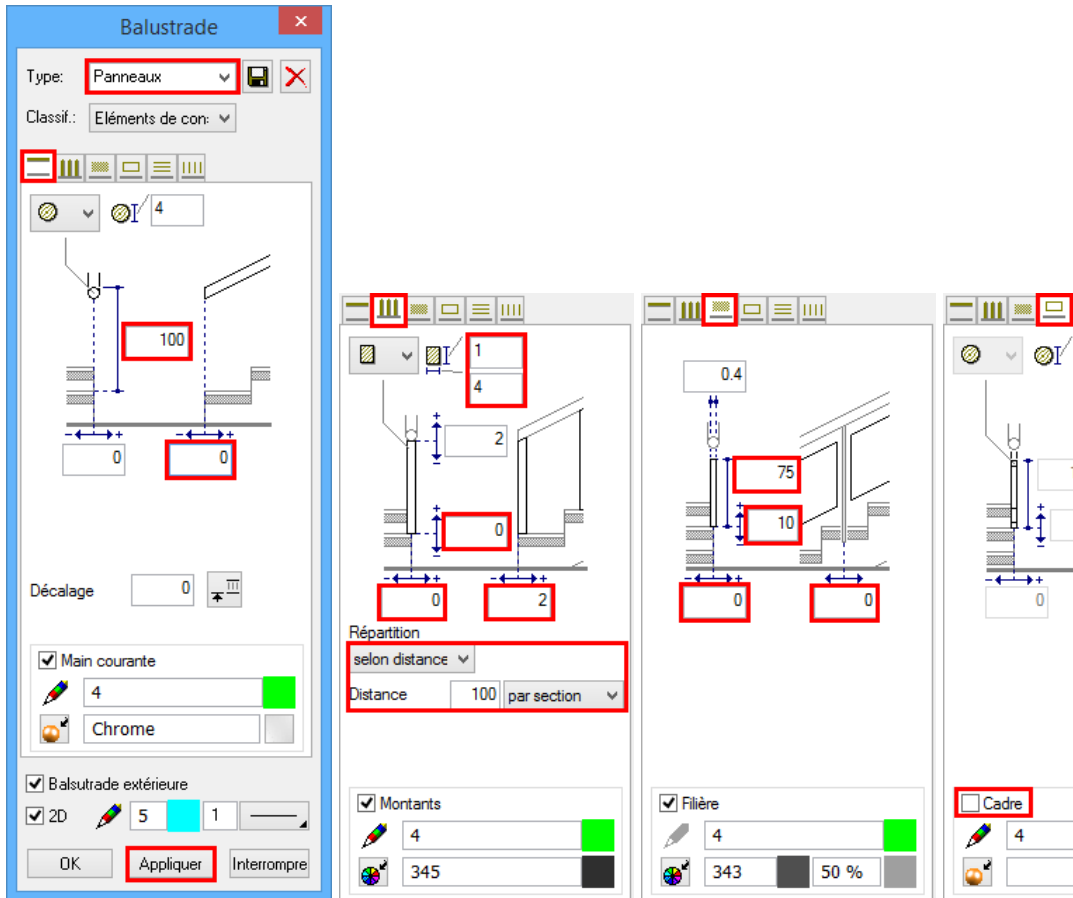 Balustrade
Type: Panneaux
Classif.: Eléments de con:
4
100
0 0
Décalage 0
Main courante
4
Chrome
Balsutrade extérieure
2D 5 1
OK Appliquer Interrompre
1
4
2
0
0 2
Répartition
selon distance
Distance 100 par section
Montants
4
345
0.4
75
10
0 0
Filière
4
343 50 %
0
Cadre
4